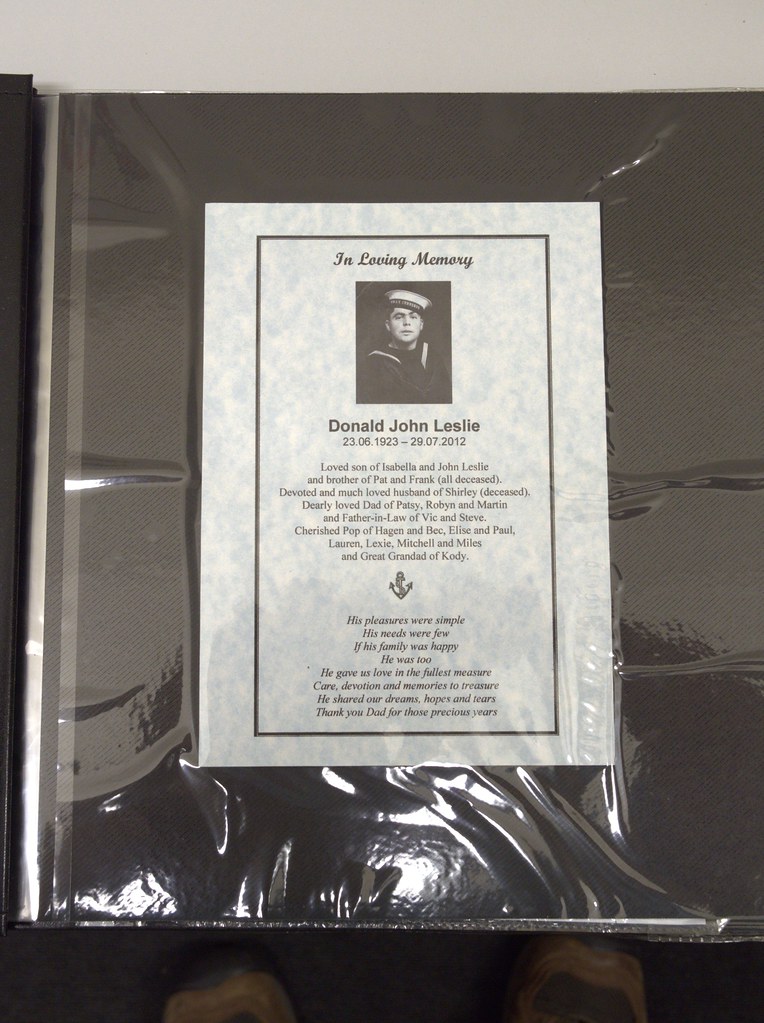 In Loving Memory
Donald John Leslie
23.06.1923 – 29.07.2012
Loved son of Isabella and John Leslie
and brother of Pat and Frank (all deceased).
Devoted and much loved husband of Shirley (deceased).
Dearly loved Dad of Patsy, Robyn and Martin
and Father-in-Law of Vic and Steve.
Cherished Pop of Hagen and Bec, Elise and Paul,
Lauren, Lexie, Mitchell and Miles
and Great Grandad of Kody.
His pleasures were simple
His needs were few
If his family was happy
He was too
He gave us love in the fullest measure
Care, devotion and memories to treasure
He shared our dreams, hopes and tears
Thank you Dad for those precious years